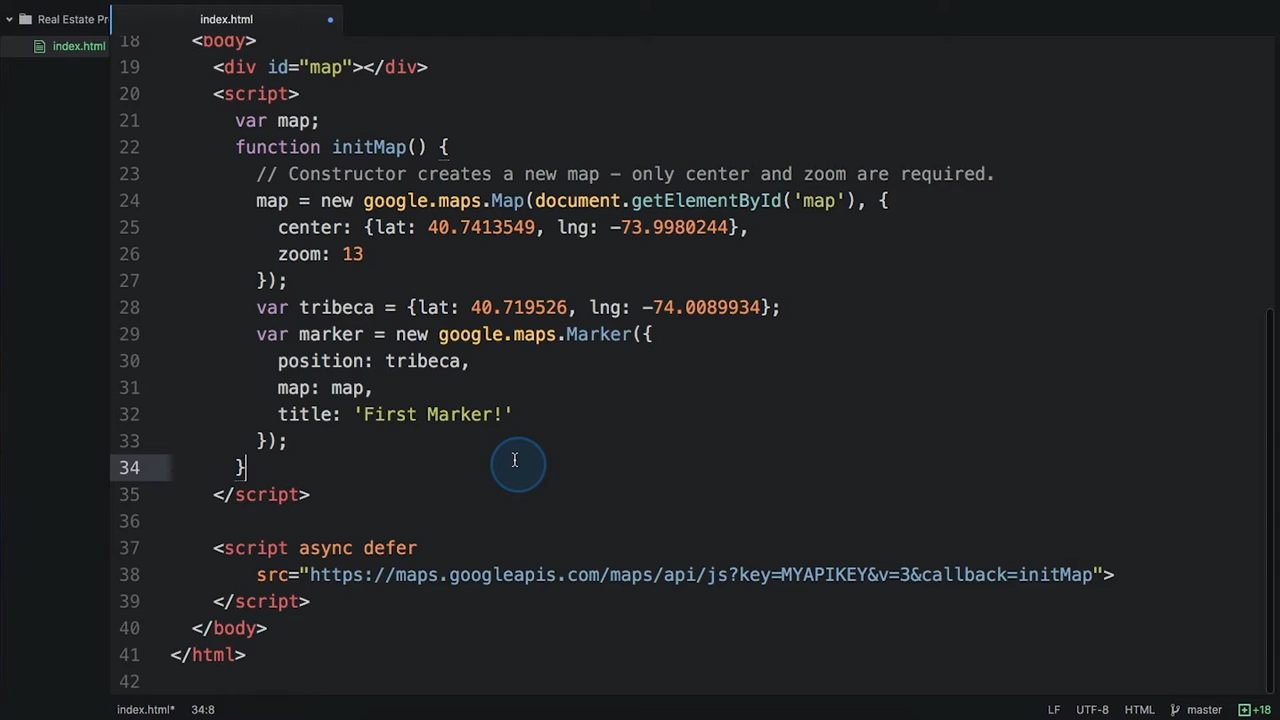 Real Estate Pr
index.html
index.html
18 <body>
19 <div id="map"></div>
20 <script>
21 var map;
22 function initMap() {
23 // Constructor creates a new map - only center and zoom are required.
24 map = new google.maps.Map(document.getElementById('map'), {
25 center: {lat: 40.7413549, lng: -73.9980244},
26 zoom: 13
27 });
28 var tribeca = {lat: 40.719526, lng: -74.0089934};
29 var marker = new google.maps.Marker({
30 position: tribeca,
31 map: map,
32 title: 'First Marker!'
33 });
34 }
35 </script>
36
37 <script async defer
38 src="https://maps.googleapis.com/maps/api/js?key=MYAPIKEY&v=3&callback=initMap">
39 </script>
40 </body>
41 </html>
42
index.html* 34:8 LF UTF-8 HTML master +18